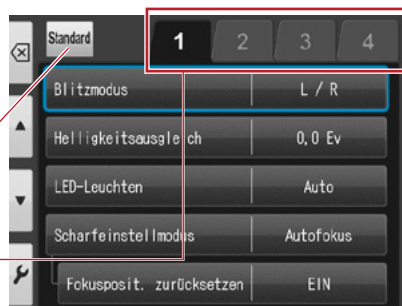 Standard
1 2 3 4
Blitzmodus L / R
Helligkeitsausgleich 0,0 Ev
LED-Leuchten Auto
Scharfeinstellmodus Autofokus
Fokusposit. zurücksetzen EIN